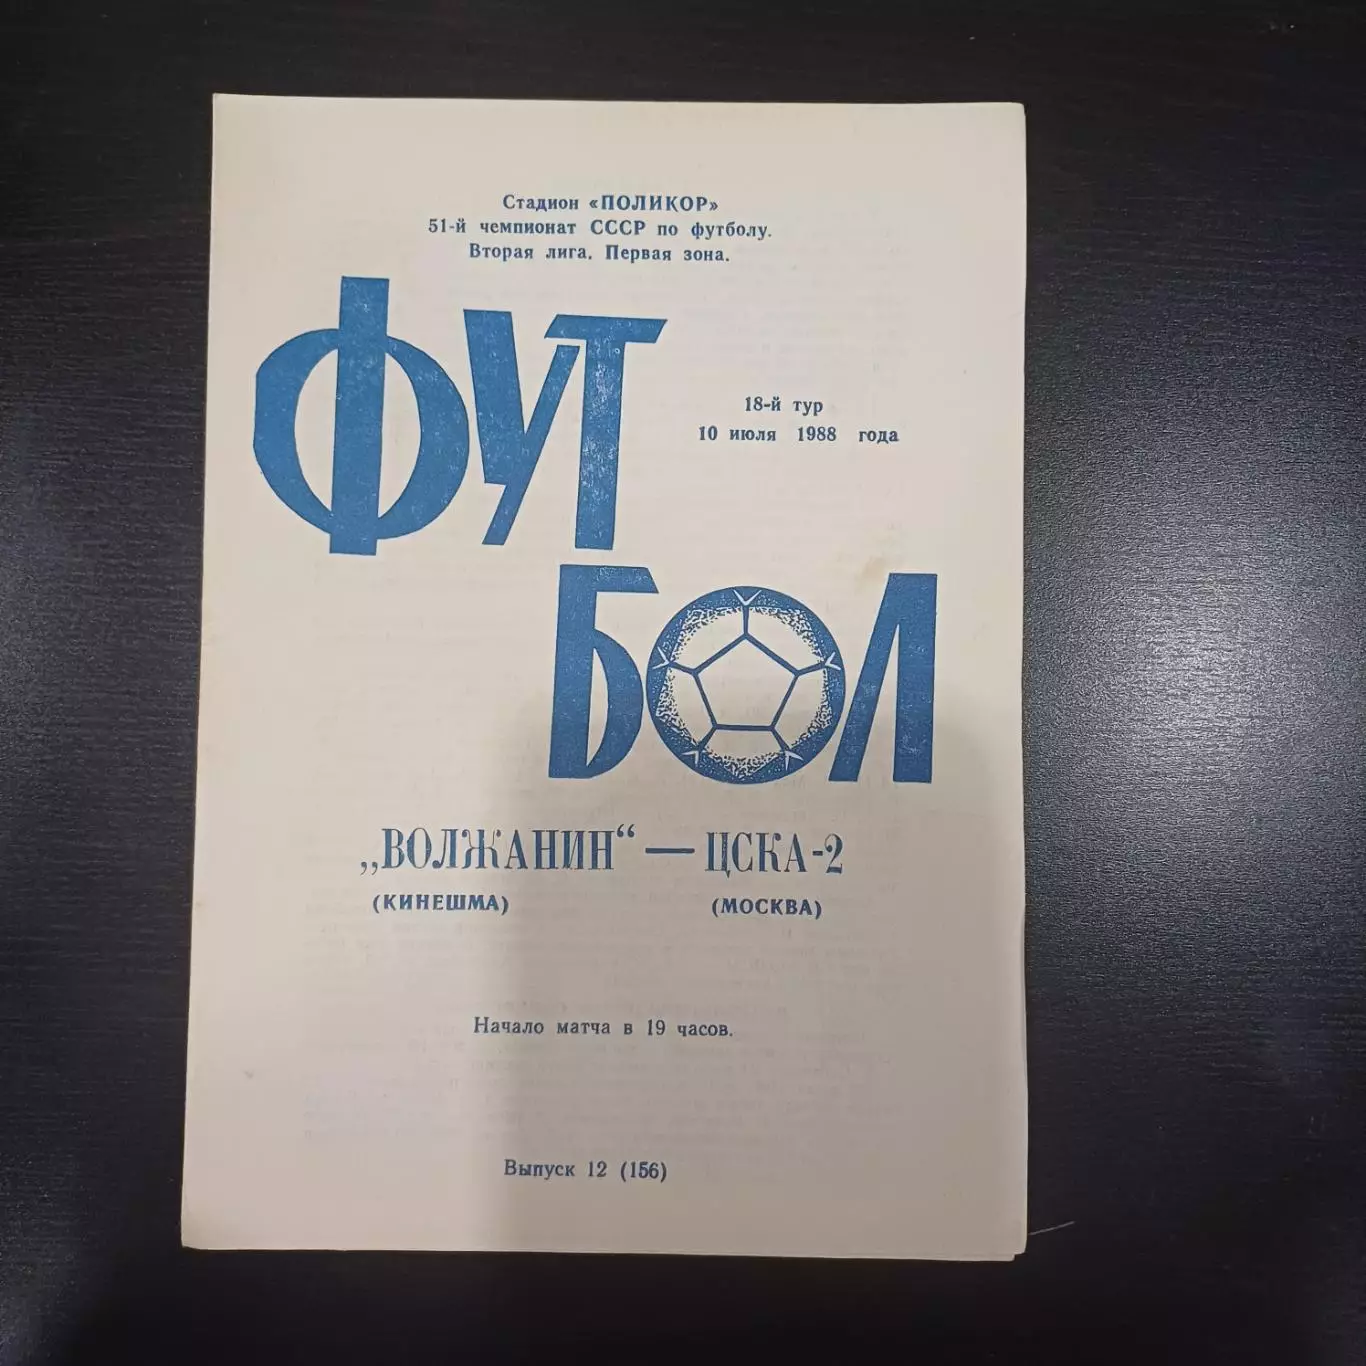 Стадион «ПОЛИКОР»
51-й чемпионат СССР по футболу.
Вторая лига. Первая зона.
ФУТ
18-й тур
10 июля 1988 года
БОЛ
„ВОЛЖАНИН“ — ЦСКА-2
(КИНЕШМА) (МОСКВА)
Начало матча в 19 часов.
Выпуск 12 (156)